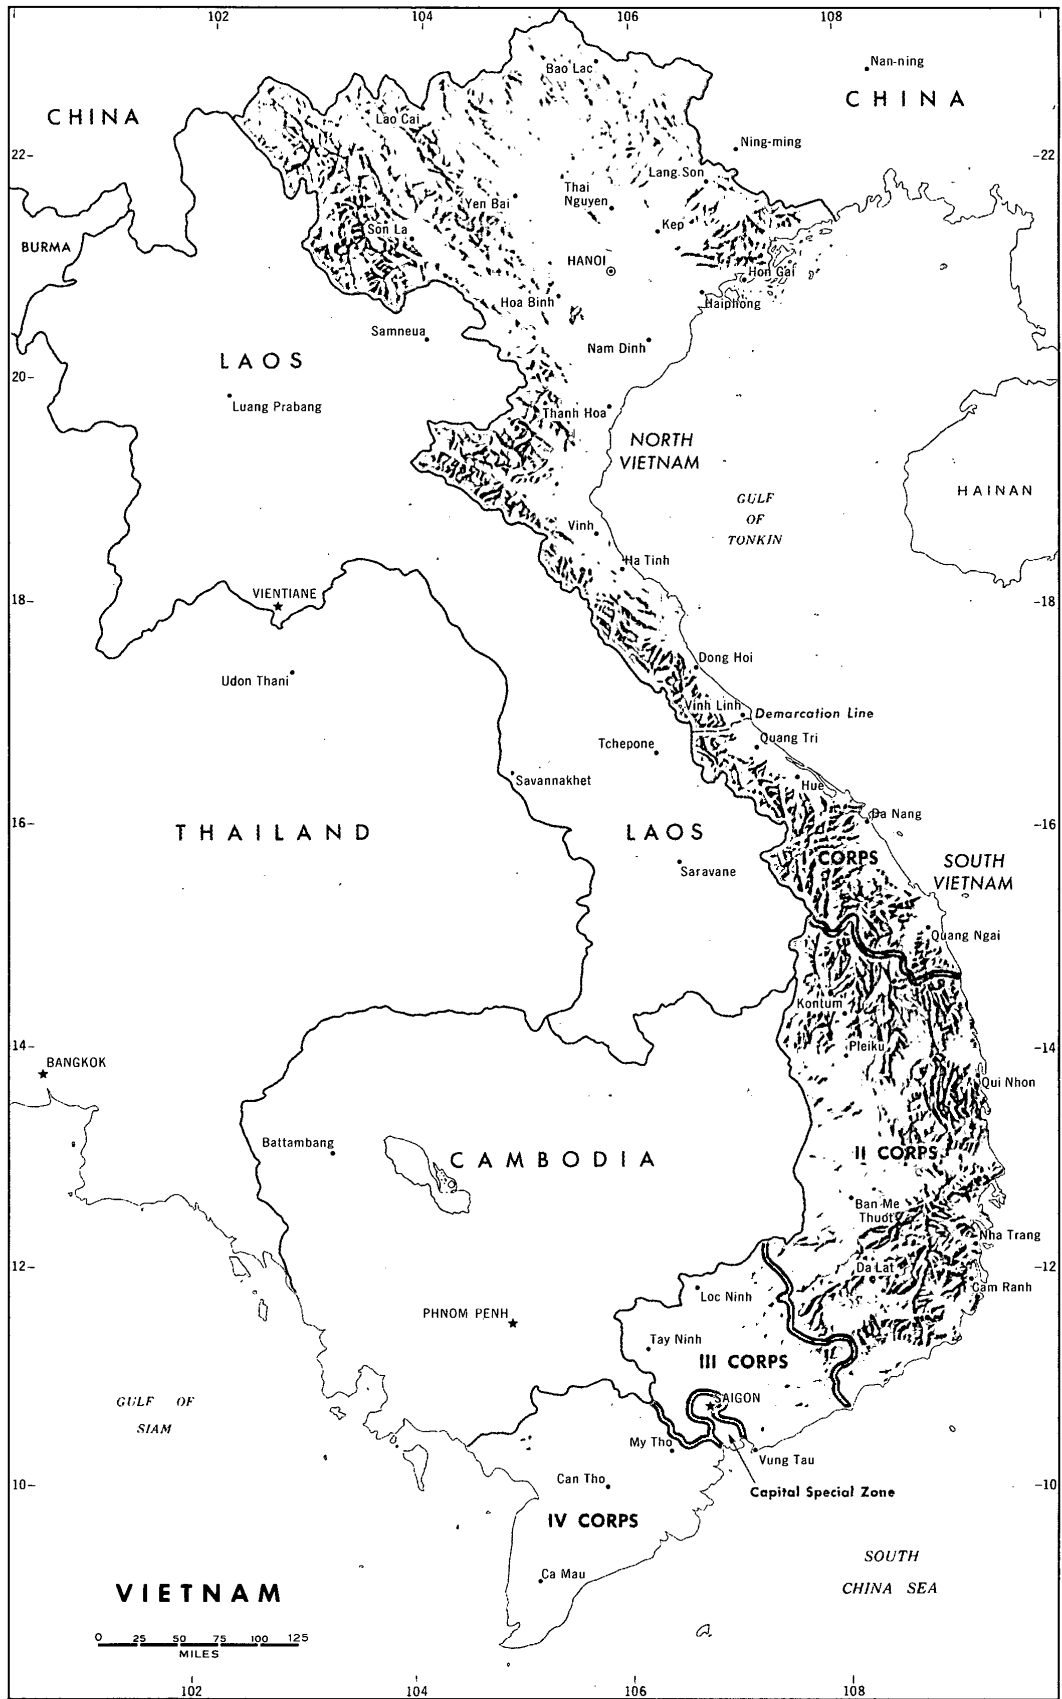 102
104
106
108
Bao Lac
Nan-ning
CHINA
CHINA
Lao Cai
Ning-ming
22-
-22
Lang Son
Thai
Nguyen
Yen Bai
Kep
Son La
BURMA
HANOI
Hon Gai
Hoa Binh
Haiphong
Samneua
Nam Dinh
LAOS
20-
-20
Luang Prabang
Thanh Hoa
NORTH
VIETNAM
HAINAN
GULF
OF
TONKIN
Vinh
Ha Tinh
VIENTIANE
18-
-18
Dong Hoi
Udon Thani
Vinh Linh
Demarcation Line
Quang Tri
Tchepone
Savannakhet
Hue
Da Nang
16-
-16
THAILAND
LAOS
I CORPS
SOUTH
VIETNAM
Saravane
Quang Ngai
Kontum
14-
-14
Pleiku
BANGKOK
Qui Nhon
Battambang
CAMBODIA
II CORPS
Ban Me
Thuot
Nha Trang
12-
-12
Da Lat
Cam Ranh
Loc Ninh
PHNOM PENH
Tay Ninh
III CORPS
GULF OF
SIAM
SAIGON
My Tho
Vung Tau
Can Tho
10-
-10
Capital Special Zone
IV CORPS
SOUTH
CHINA SEA
Ca Mau
VIETNAM
0 25 50 75 100 125
MILES
102
104
106
108